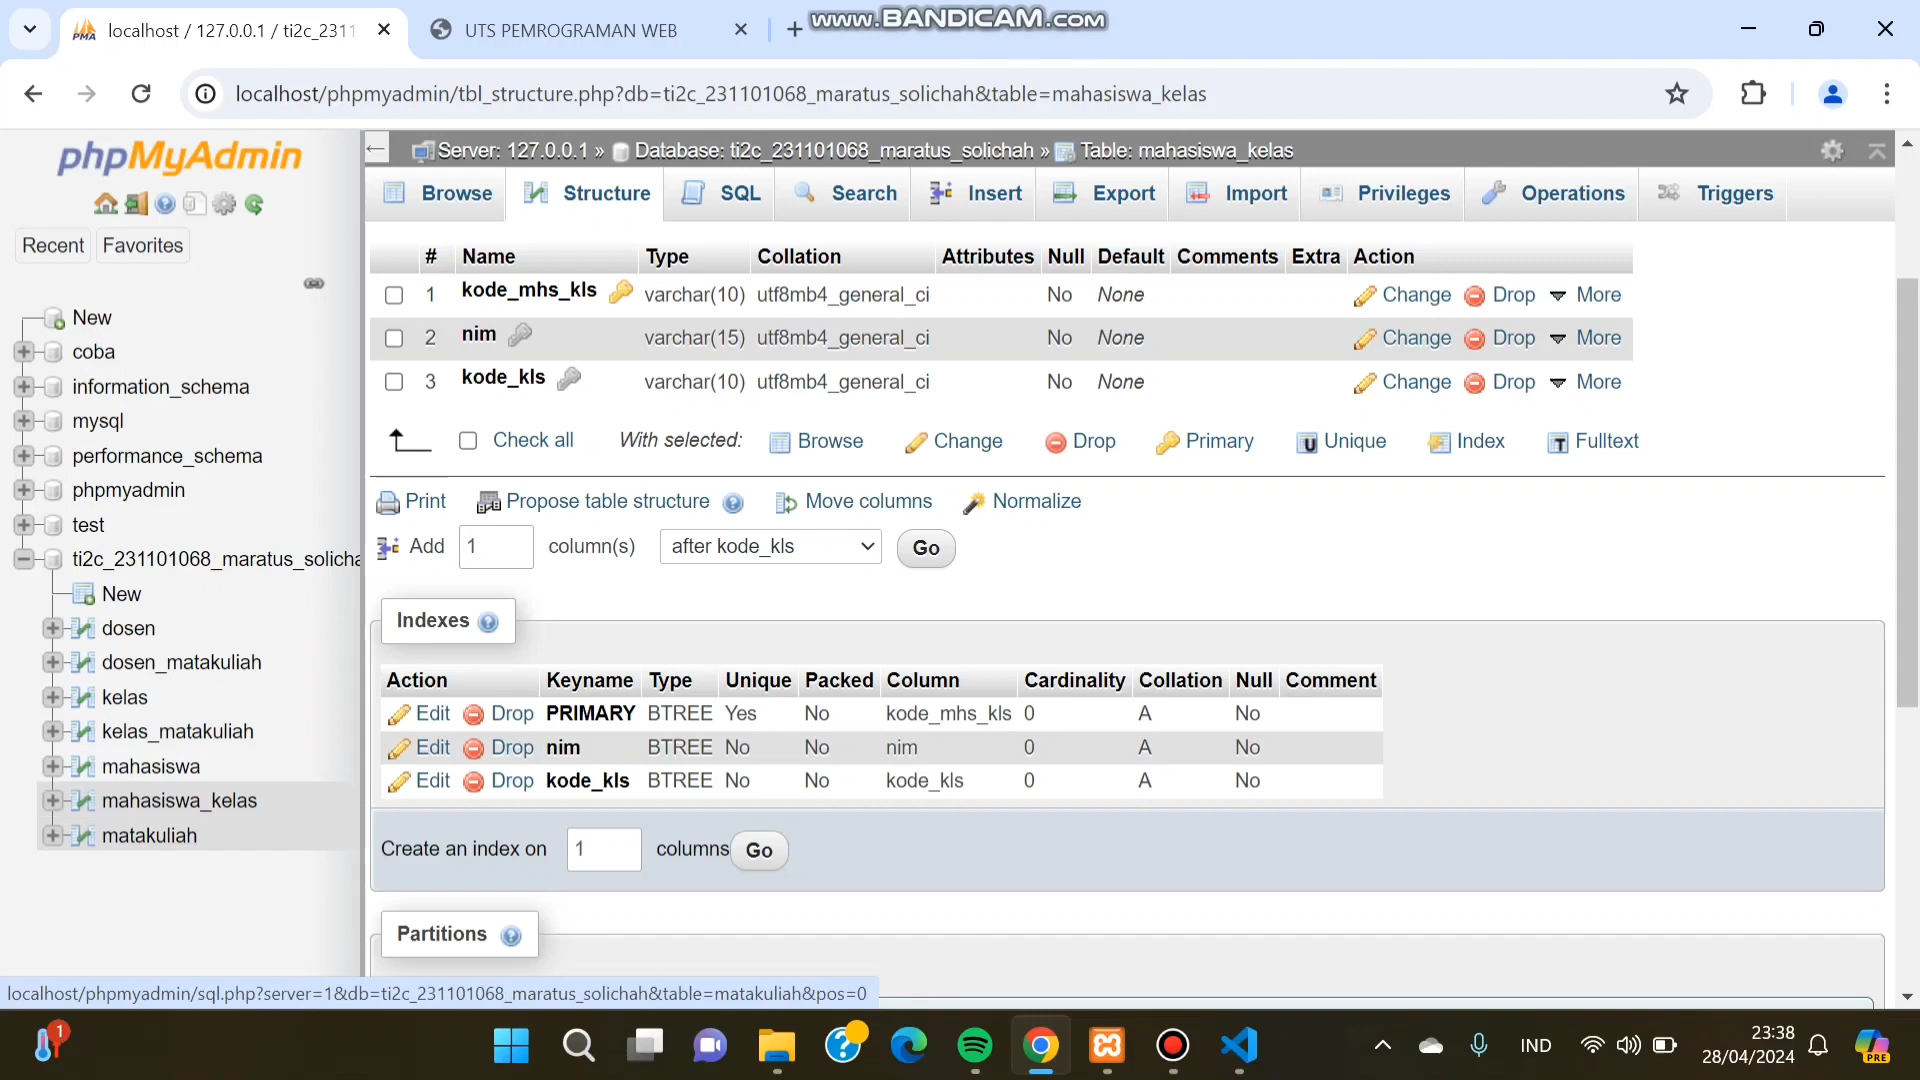 localhost / 127.0.0.1 / ti2c_2311
UTS PEMROGRAMAN WEB
www.BANDICAM.com
localhost/phpmyadmin/tbl_structure.php?db=ti2c_231101068_maratus_solichah&table=mahasiswa_kelas
phpMyAdmin
Recent Favorites
New
coba
information_schema
mysql
performance_schema
phpmyadmin
test
ti2c_231101068_maratus_solicha
New
dosen
dosen_matakuliah
kelas
kelas_matakuliah
mahasiswa
mahasiswa_kelas
matakuliah
Server: 127.0.0.1 » Database: ti2c_231101068_maratus_solichah » Table: mahasiswa_kelas
Browse Structure SQL Search Insert Export Import Privileges Operations Triggers
# Name Type Collation Attributes Null Default Comments Extra Action
1 kode_mhs_kls varchar(10) utf8mb4_general_ci No None Change Drop More
2 nim varchar(15) utf8mb4_general_ci No None Change Drop More
3 kode_kls varchar(10) utf8mb4_general_ci No None Change Drop More
Check all With selected: Browse Change Drop Primary Unique Index Fulltext
Print Propose table structure Move columns Normalize
Add 1 column(s) after kode_kls Go
Indexes
Action Keyname Type Unique Packed Column Cardinality Collation Null Comment
Edit Drop PRIMARY BTREE Yes No kode_mhs_kls 0 A No
Edit Drop nim BTREE No No nim 0 A No
Edit Drop kode_kls BTREE No No kode_kls 0 A No
Create an index on 1 columns Go
Partitions
localhost/phpmyadmin/sql.php?server=1&db=ti2c_231101068_maratus_solichah&table=matakuliah&pos=0
1
IND
23:38
28/04/2024
PRE